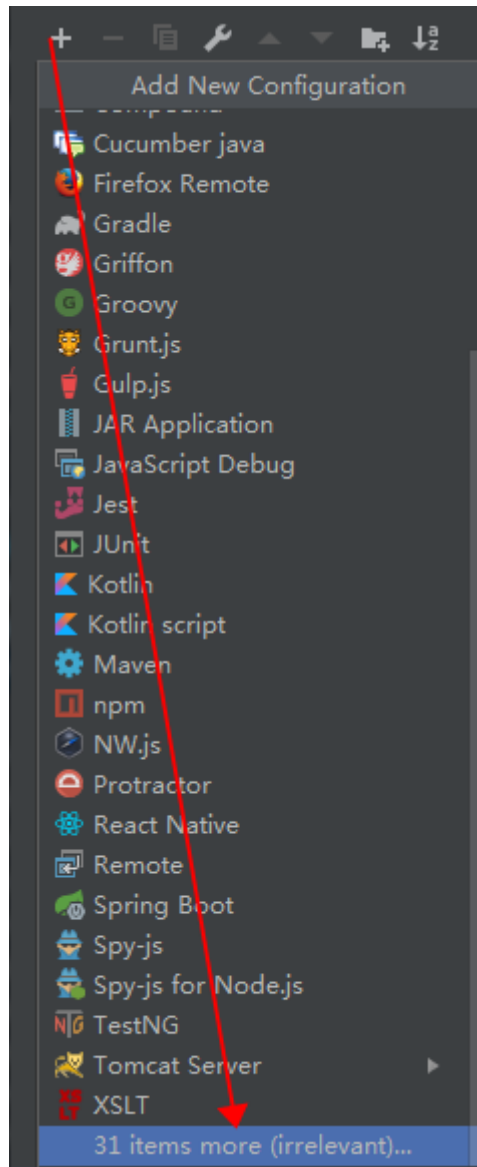 Add New Configuration
Compound
Cucumber java
Firefox Remote
Gradle
Griffon
G Groovy
Grunt.js
Gulp.js
JAR Application
JavaScript Debug
Jest
JUnit
Kotlin
Kotlin script
Maven
npm
NW.js
Protractor
React Native
Remote
Spring Boot
Spy-js
Spy-js for Node.js
TestNG
Tomcat Server
XSLT
31 items more (irrelevant)...